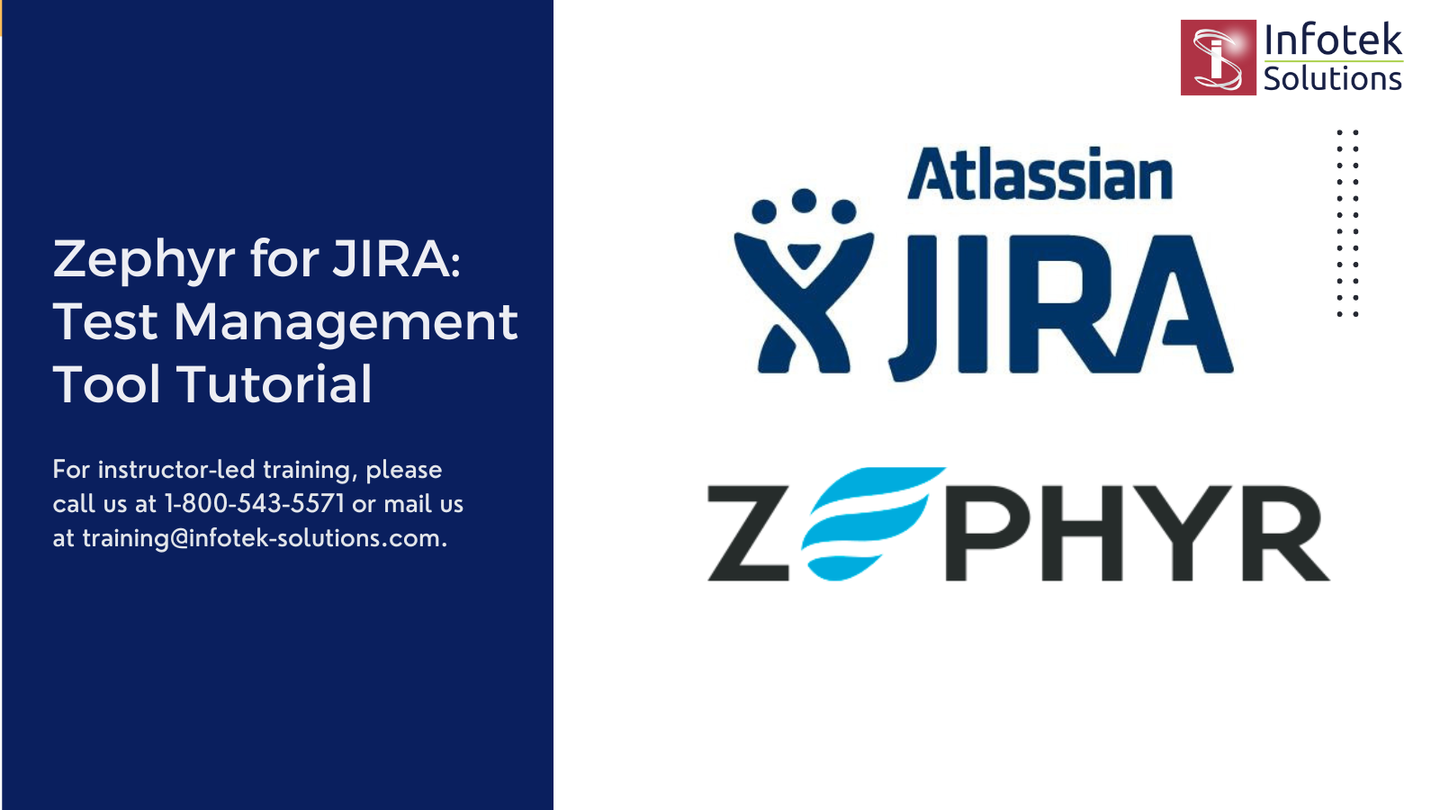 Infotek
Solutions
Zephyr for JIRA:
Test Management
Tool Tutorial
For instructor-led training, please
call us at 1-800-543-5571 or mail us
at training@infotek-solutions.com.
Atlassian
JIRA
ZEPHYR